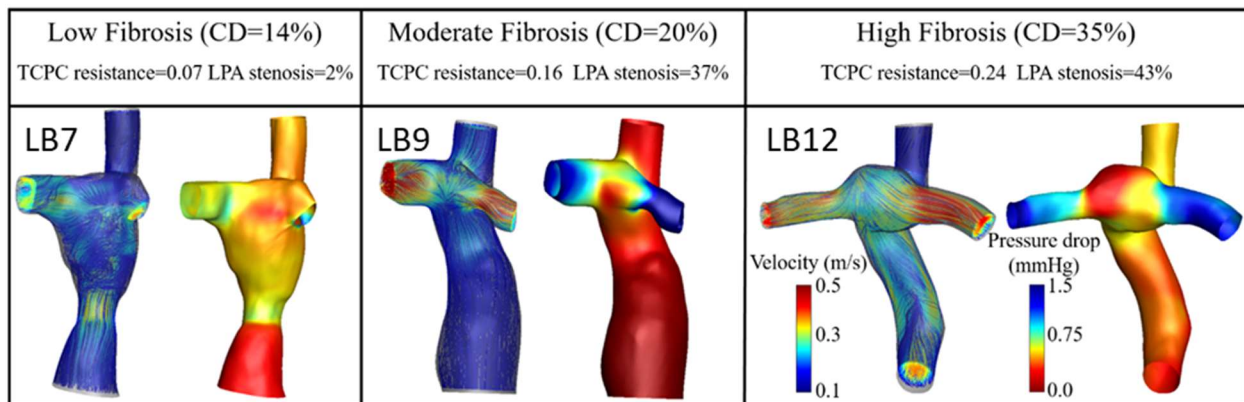 Low Fibrosis (CD=14%)
TCPC resistance=0.07 LPA stenosis=2%
Moderate Fibrosis (CD=20%)
TCPC resistance=0.16 LPA stenosis=37%
High Fibrosis (CD=35%)
TCPC resistance=0.24 LPA stenosis=43%
LB7
LB9
LB12
Velocity (m/s)
0.5
0.3
0.1
Pressure drop
(mmHg)
1.5
0.75
0.0